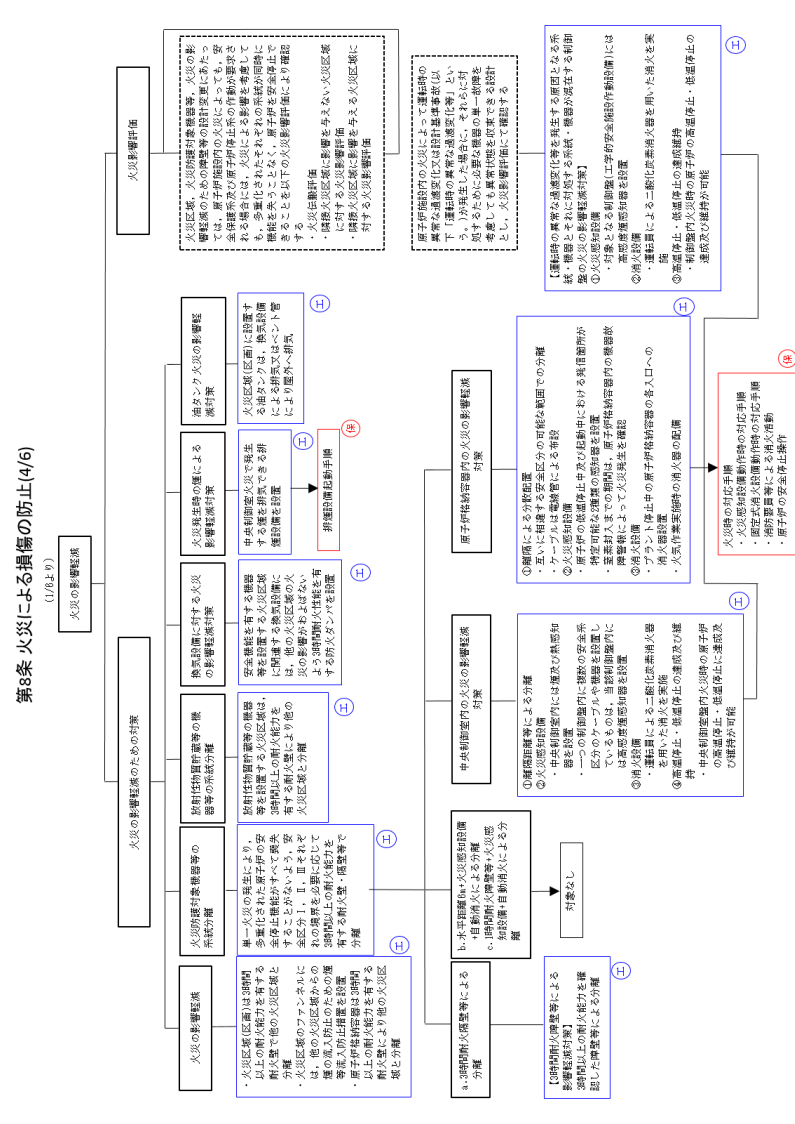 第8条 火災による損傷の防止(4/6)
(1/6より)
火災の影響軽減
火災の影響軽減のための対策
火災影響評価
火災の影響軽減
・火災区域(区画)は3時間
以上の耐火能力を有する
耐火壁で他の火災区域と
分離
・火災区域のファンネルに
は，他の火災区域からの
煙の流入防止のための煙
等流入防止措置を設置
・原子炉格納容器は3時間
以上の耐火能力を有する
耐火壁により他の火災区
域と分離
エ
火災防護対象機器等の
系統分離
単一火災の発生により，
多重化された原子炉の安
全停止機能がすべて喪失
することがないよう，安
全区分Ⅰ，Ⅱ，Ⅲそれぞ
れの境界を必要に応じて
3時間以上の耐火能力を
有する耐火壁・隔壁等で
分離
エ
放射性物質貯蔵等の機
器等の系統分離
放射性物質貯蔵等の機器
等を設置する火災区域は，
3時間以上の耐火能力を
有する耐火壁により他の
火災区域と分離
エ
換気設備に対する火災
の影響軽減対策
安全機能を有する機器
等を設置する火災区域
に関連する換気設備に
は，他の火災区域の火
災の影響がおよばない
よう3時間耐火性能を有
する防火ダンパを設置
エ
火災発生時の煙による
影響軽減対策
中央制御室火災で発生
する煙を排気できる排
煙設備を設置
エ
排煙設備起動手順
保
油タンク火災の影響軽
減対策
火災区域(区画)に設置す
る油タンクは，換気設備
による排気又はベント管
により屋外へ排気
エ
火災区域，火災防護対象機器等，火災の影
響軽減のための障壁等の設計変更にあたっ
ては，原子炉施設内の火災によっても，安
全保護系及び原子炉停止系の作動が要求さ
れる場合には，火災による影響を考慮して
も，多重化されたそれぞれの系統が同時に
機能を失うことなく，原子炉を安全停止で
きることを以下の火災影響評価により確認
する
・火災伝播評価
・隣接火災区域に影響を与えない火災区域
に対する火災影響評価
・隣接火災区域に影響を与える火災区域に
対する火災影響評価
a.3時間耐火隔壁等による
分離
【3時間耐火障壁等による
影響軽減対策】
3時間以上の耐火能力を確
認した障壁等による分離
エ
b.水平距離6m+火災感知設備
+自動消火による分離
c.1時間耐火障壁等+火災感
知設備+自動消火による分
離
対象なし
中央制御室内の火災の影響軽減
対策
①離隔距離等による分離
②火災感知設備
・中央制御室内には煙及び熱感知
器を設置
・一つの制御盤内に複数の安全系
区分のケーブルや機器を設置し
ているものは，当該制御盤内に
は高感度煙感知器を設置
③消火設備
・運転員による二酸化炭素消火器
を用いた消火を実施
④高温停止・低温停止の達成及び維
持
・中央制御室盤内火災時の原子炉
の高温停止・低温停止に達成及
び維持が可能
エ
原子炉格納容器内の火災の影響軽減
対策
①離隔による分散配置
・互いに相違する安全区分の可能な範囲での分離
・ケーブルは電線管による布設
②火災感知設備
・原子炉の低温停止中及び起動中における発信箇所が
特定可能な2種類の感知器を設置
・窒素封入までの期間は，原子炉格納容器内の機器故
障警報によって火災発生を確認
③消火設備
・プラント停止中の原子炉格納容器の各入口への
消火器設置
・火気作業実施時の消火器の配備
エ
火災時の対応手順
・火災感知設備動作時の対応手順
・固定式消火設備動作時の対応手順
・消防要員等による消火活動
・原子炉の安全停止操作
保
原子炉施設内の火災によって運転時の
異常な過渡変化又は設計基準事故(以
下「運転時の異常な過渡変化等」とい
う。)が発生した場合に，それらに対
処するために必要な機器の単一故障を
考慮しても異常状態を収束できる設計
とし，火災影響評価にて確認する
【運転時の異常な過渡変化等を発生する原因となる系
統・機器とそれに対処する系統・機器が混在する制御
盤の火災の影響軽減対策】
①火災感知設備
・対象となる制御盤(工学的安全施設作動設備)には
高感度煙感知器を設置
②消火設備
・運転員による二酸化炭素消火器を用いた消火を実
施
③高温停止・低温停止の達成維持
・制御盤内火災時の原子炉の高温停止・低温停止の
達成及び維持が可能
エ